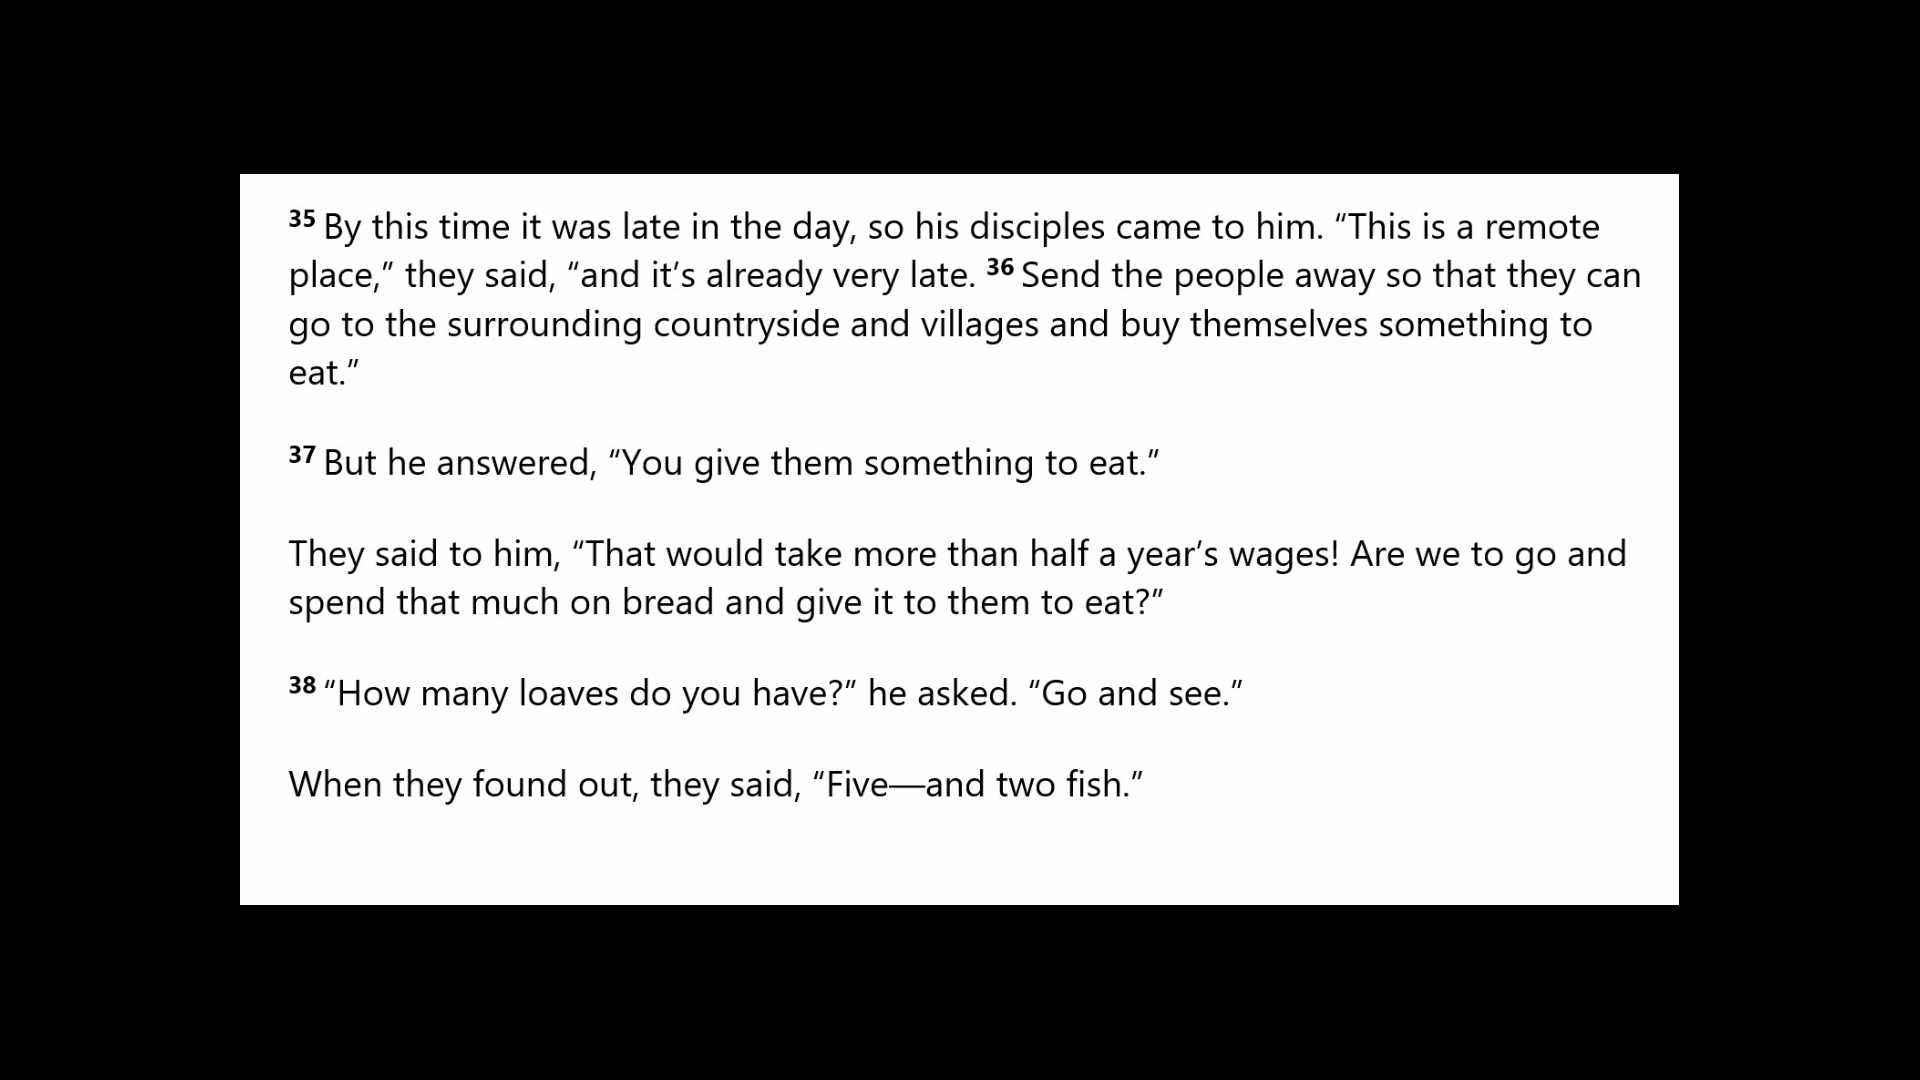 35 By this time it was late in the day, so his disciples came to him. “This is a remote
place,” they said, “and it’s already very late. 36 Send the people away so that they can
go to the surrounding countryside and villages and buy themselves something to
eat.”
37 But he answered, “You give them something to eat.”
They said to him, “That would take more than half a year’s wages! Are we to go and
spend that much on bread and give it to them to eat?”
38 “How many loaves do you have?” he asked. “Go and see.”
When they found out, they said, “Five—and two fish.”